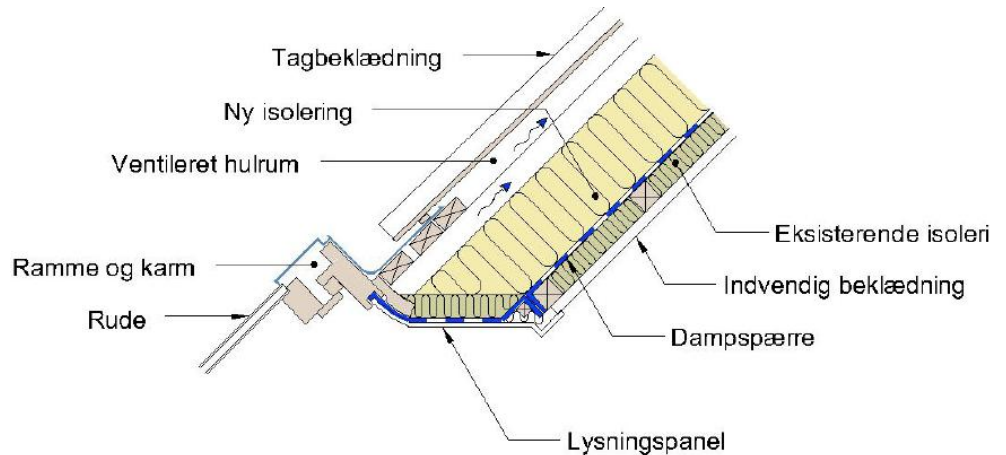 Tagbeklædning
Ny isolering
Ventileret hulrum
Eksisterende isoleri
Ramme og karm
Indvendig beklædning
Rude
Dampspærre
Lysningspanel